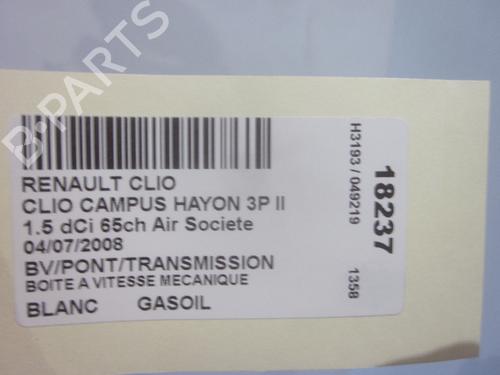 B-PARTS
RENAULT CLIO
CLIO CAMPUS HAYON 3P II
1.5 dCi 65ch Air Societe
04/07/2008
BV/PONT/TRANSMISSION
BOITE A VITESSE MECANIQUE
BLANC GASOIL
H3193 / 049219 1358
18237